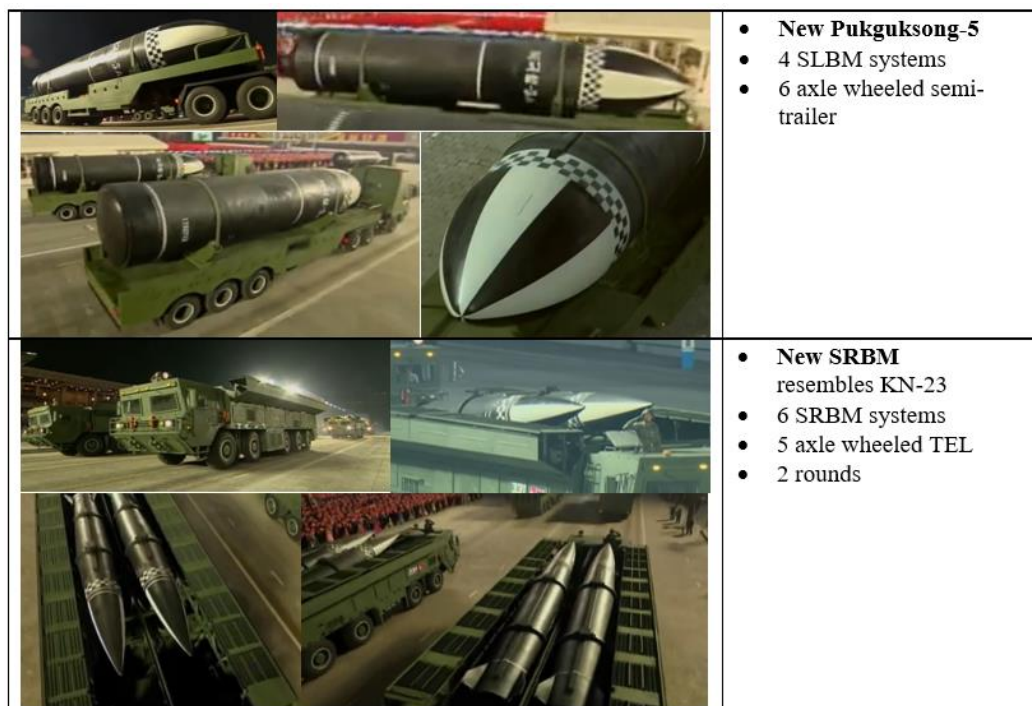 • New Pukguksong-5
• 4 SLBM systems
• 6 axle wheeled semi-
trailer
• New SRBM
resembles KN-23
• 6 SRBM systems
• 5 axle wheeled TEL
• 2 rounds